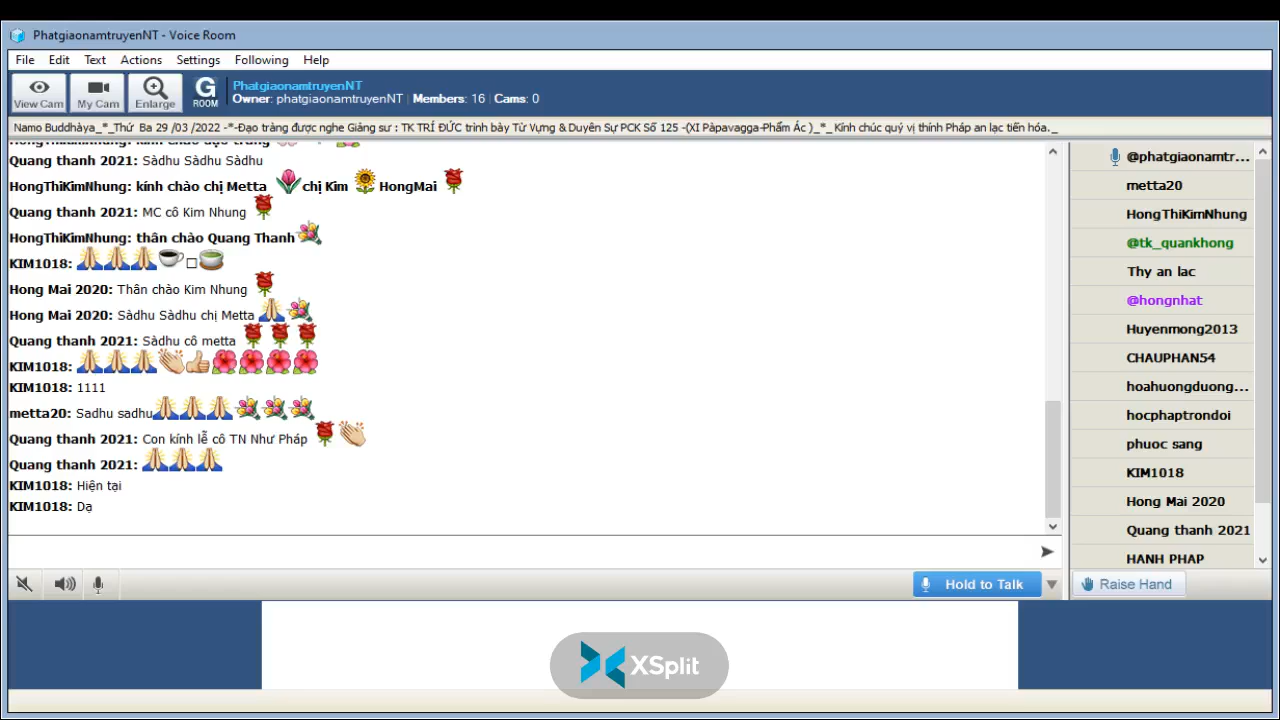 PhatgiaonamtruyenNT - Voice Room
File Edit Text Actions Settings Following Help
View Cam
My Cam
Enlarge
G ROOM
PhatgiaonamtruyenNT
Owner: phatgiaonamtruyenNT | Members: 16 | Cams: 0
Namo Buddhàya_*_Thứ Ba 29 /03 /2022 -*-Đạo tràng được nghe Giảng sư : TK TRÍ ĐỨC trình bày Từ Vựng & Duyên Sự PCK Số 125 -(XI Pàpavagga-Phẩm Ác )_*_ Kính chúc quý vị thính Pháp an lạc tiến hóa._
Quang thanh 2021: Sàdhu Sàdhu Sàdhu
HongThiKimNhung: kính chào chị Metta 🌷chị Kim 🌻 HongMai 🌹
Quang thanh 2021: MC cô Kim Nhung 🌹
HongThiKimNhung: thân chào Quang Thanh💐
KIM1018: 🙏🙏🙏☕□🍵
Hong Mai 2020: Thân chào Kim Nhung 🌹
Hong Mai 2020: Sàdhu Sàdhu chị Metta 🙏💐
Quang thanh 2021: Sàdhu cô metta 🌹🌹🌹
KIM1018: 🙏🙏🙏👏👍🌺🌺🌺🌺
KIM1018: 1111
metta20: Sadhu sadhu🙏🙏🙏💐💐💐
Quang thanh 2021: Con kính lễ cô TN Như Pháp 🌹👏
Quang thanh 2021: 🙏🙏🙏
KIM1018: Hiện tại
KIM1018: Dạ
@phatgiaonamtr...
metta20
HongThiKimNhung
@tk_quankhong
Thy an lac
@hongnhat
Huyenmong2013
CHAUPHAN54
hoahuongduong...
hocphaptrondoi
phuoc sang
KIM1018
Hong Mai 2020
Quang thanh 2021
HANH PHAP
Hold to Talk
Raise Hand
XSplit